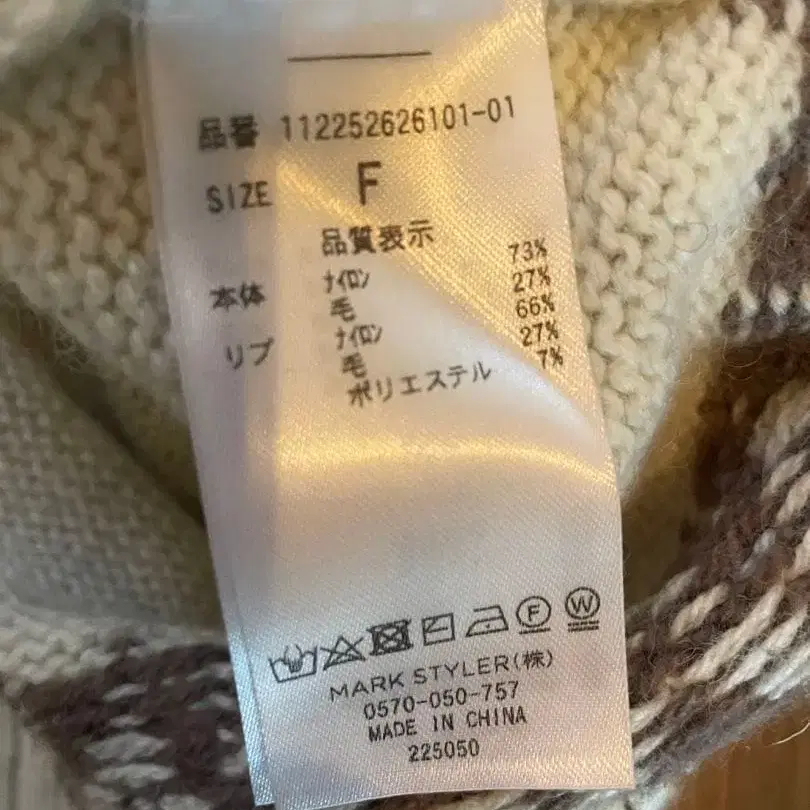 品番 112252626101-01
SIZE F
品質表示
本体 ナイロン 73%
毛 27%
リブ ナイロン 66%
毛 27%
ポリエステル 7%
F W
MARK STYLER(株)
0570-050-757
MADE IN CHINA
225050